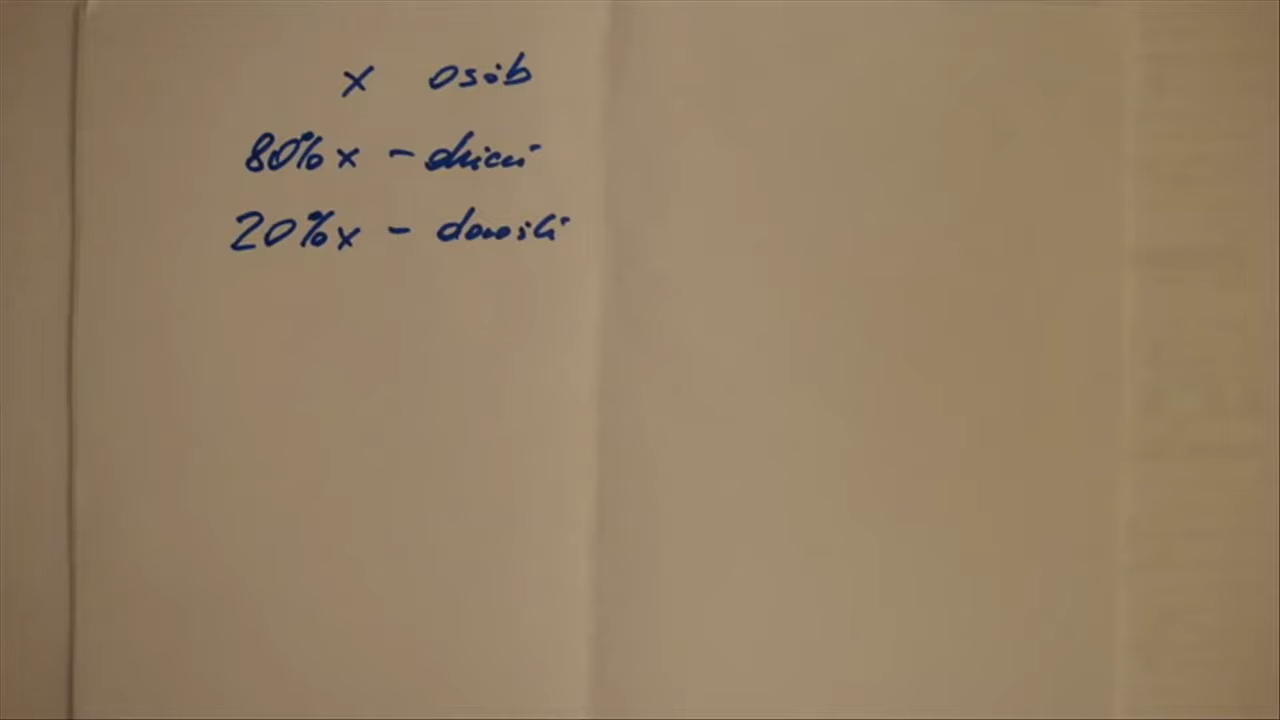 x osób
80%x - dzieci
20%x - dorośli